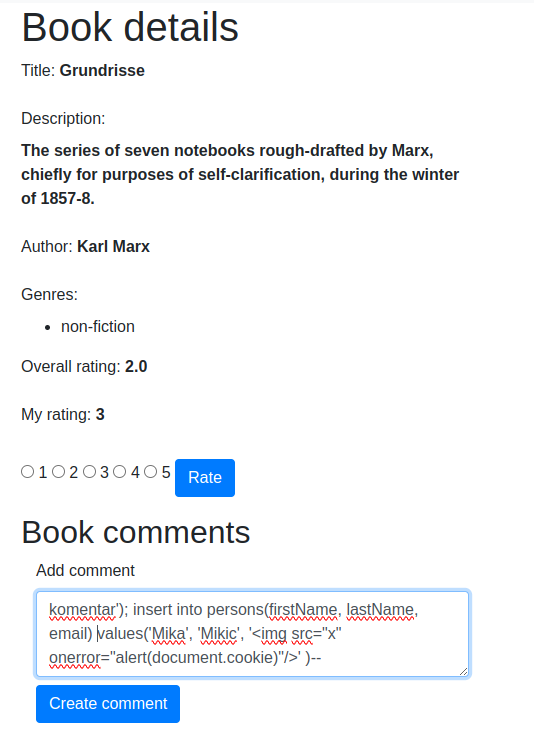 Book details
Title: Grundrisse
Description:
The series of seven notebooks rough-drafted by Marx,
chiefly for purposes of self-clarification, during the winter
of 1857-8.
Author: Karl Marx
Genres:
• non-fiction
Overall rating: 2.0
My rating: 3
1 2 3 4 5 Rate
Book comments
Add comment
komentar'); insert into persons(firstName, lastName,
email) values('Mika', 'Mikic', '<img src="x"
onerror="alert(document.cookie)"/>' )--
Create comment